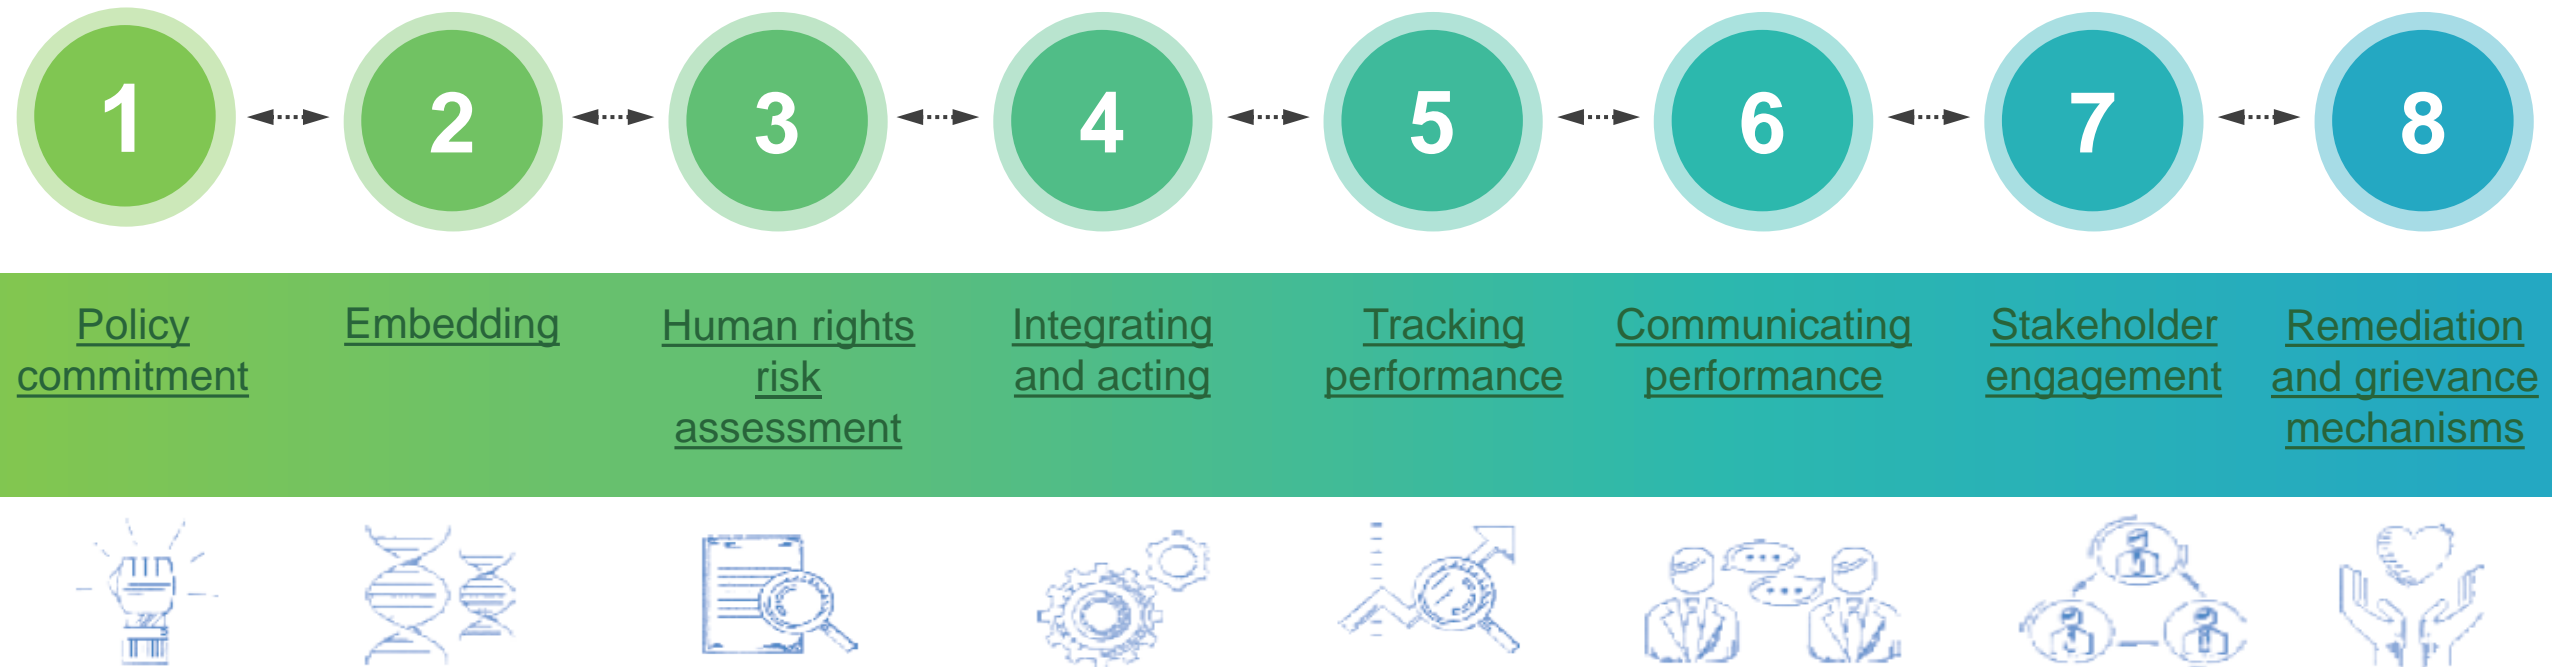 1
2
3
4
5
6
7
8
Policy
commitment
Embedding
Human rights
risk
assessment
Integrating
and acting
Tracking
performance
Communicating
performance
Stakeholder
engagement
Remediation
and grievance
mechanisms